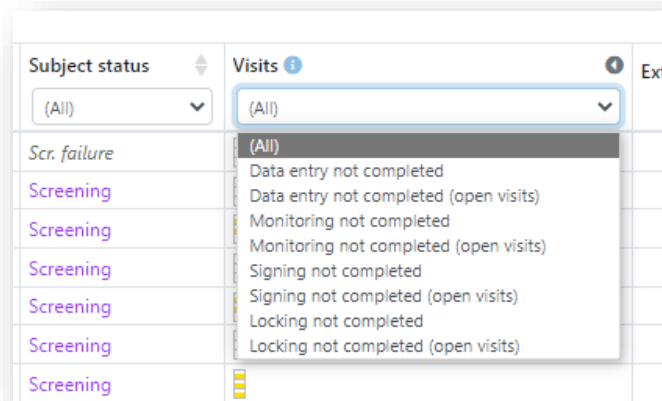 Subject status
Visits
(All)
(All)
(All)
Data entry not completed
Data entry not completed (open visits)
Monitoring not completed
Monitoring not completed (open visits)
Signing not completed
Signing not completed (open visits)
Locking not completed
Locking not completed (open visits)
Scr. failure
Screening
Screening
Screening
Screening
Screening
Screening